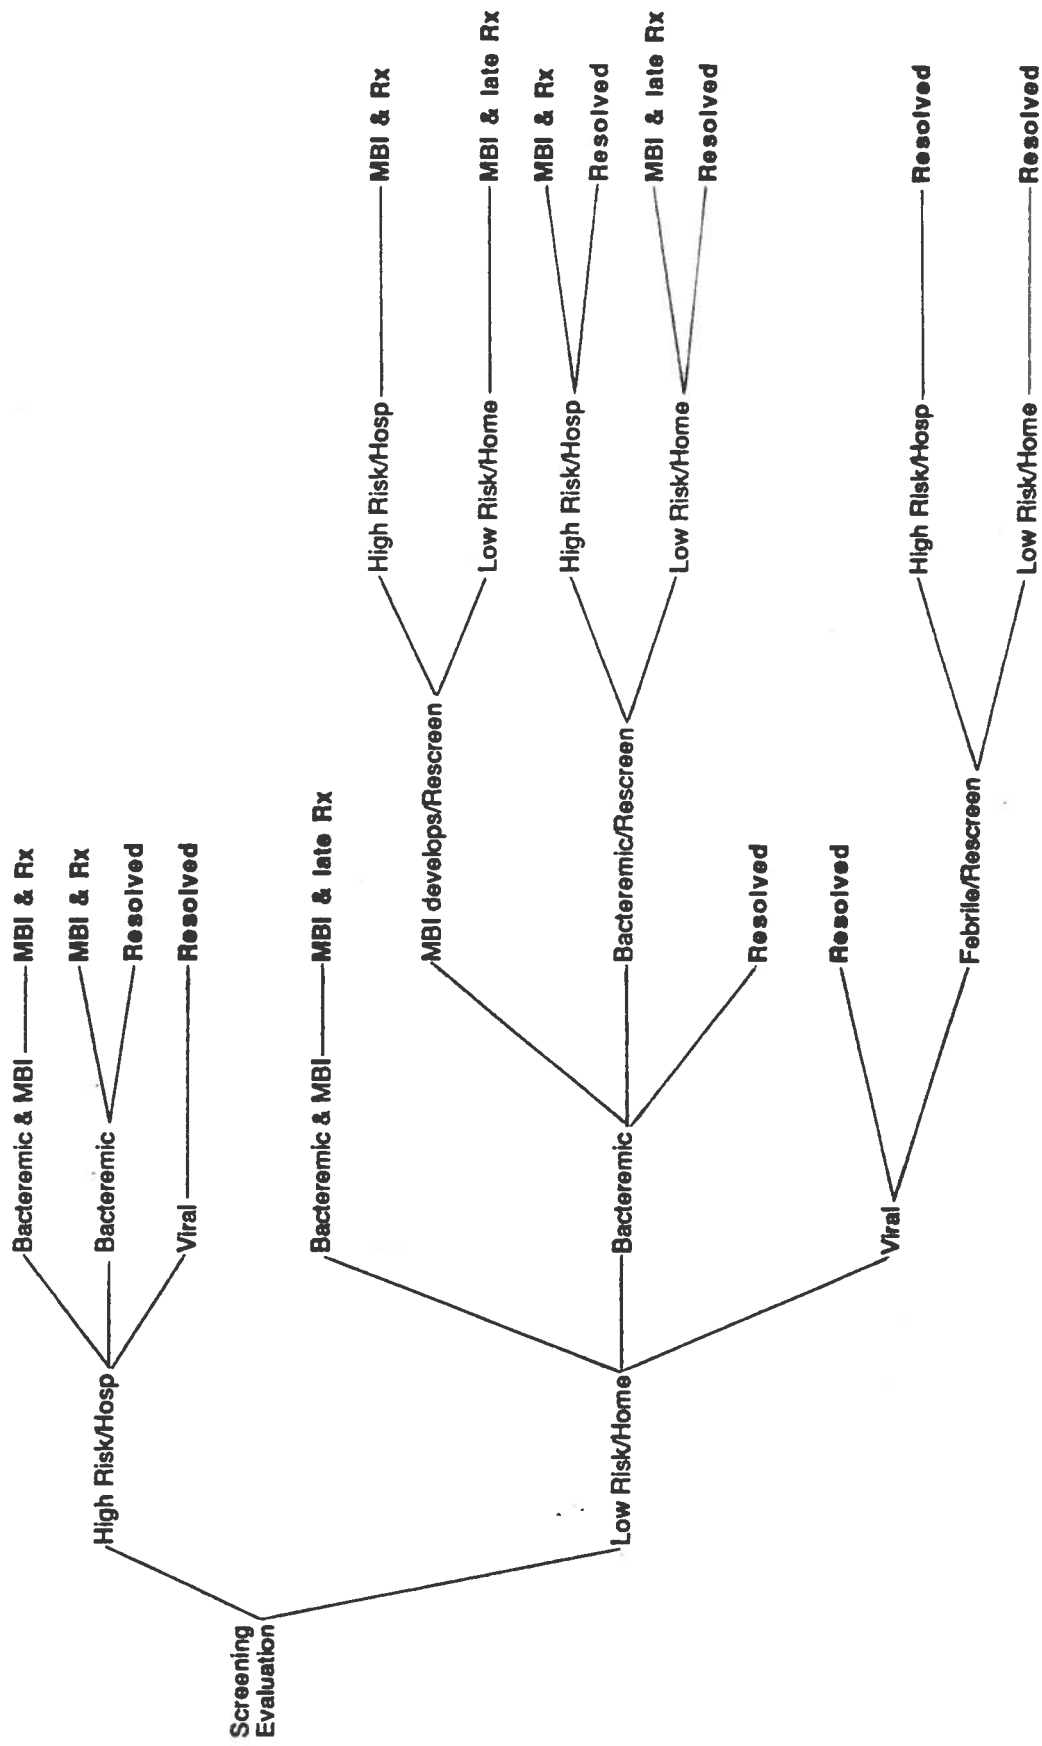 Screening
Evaluation
High Risk/Hosp
Bacteremic & MBI
MBI & Rx
Bacteremic
MBI & Rx
Resolved
Viral
Resolved
Low Risk/Home
Bacteremic & MBI
MBI & late Rx
Bacteremic
MBI develops/Rescreen
High Risk/Hosp
MBI & Rx
Low Risk/Home
MBI & late Rx
Bacteremic/Rescreen
High Risk/Hosp
MBI & Rx
Resolved
Low Risk/Home
MBI & late Rx
Resolved
Resolved
Viral
Resolved
Febrile/Rescreen
High Risk/Hosp
Resolved
Low Risk/Home
Resolved